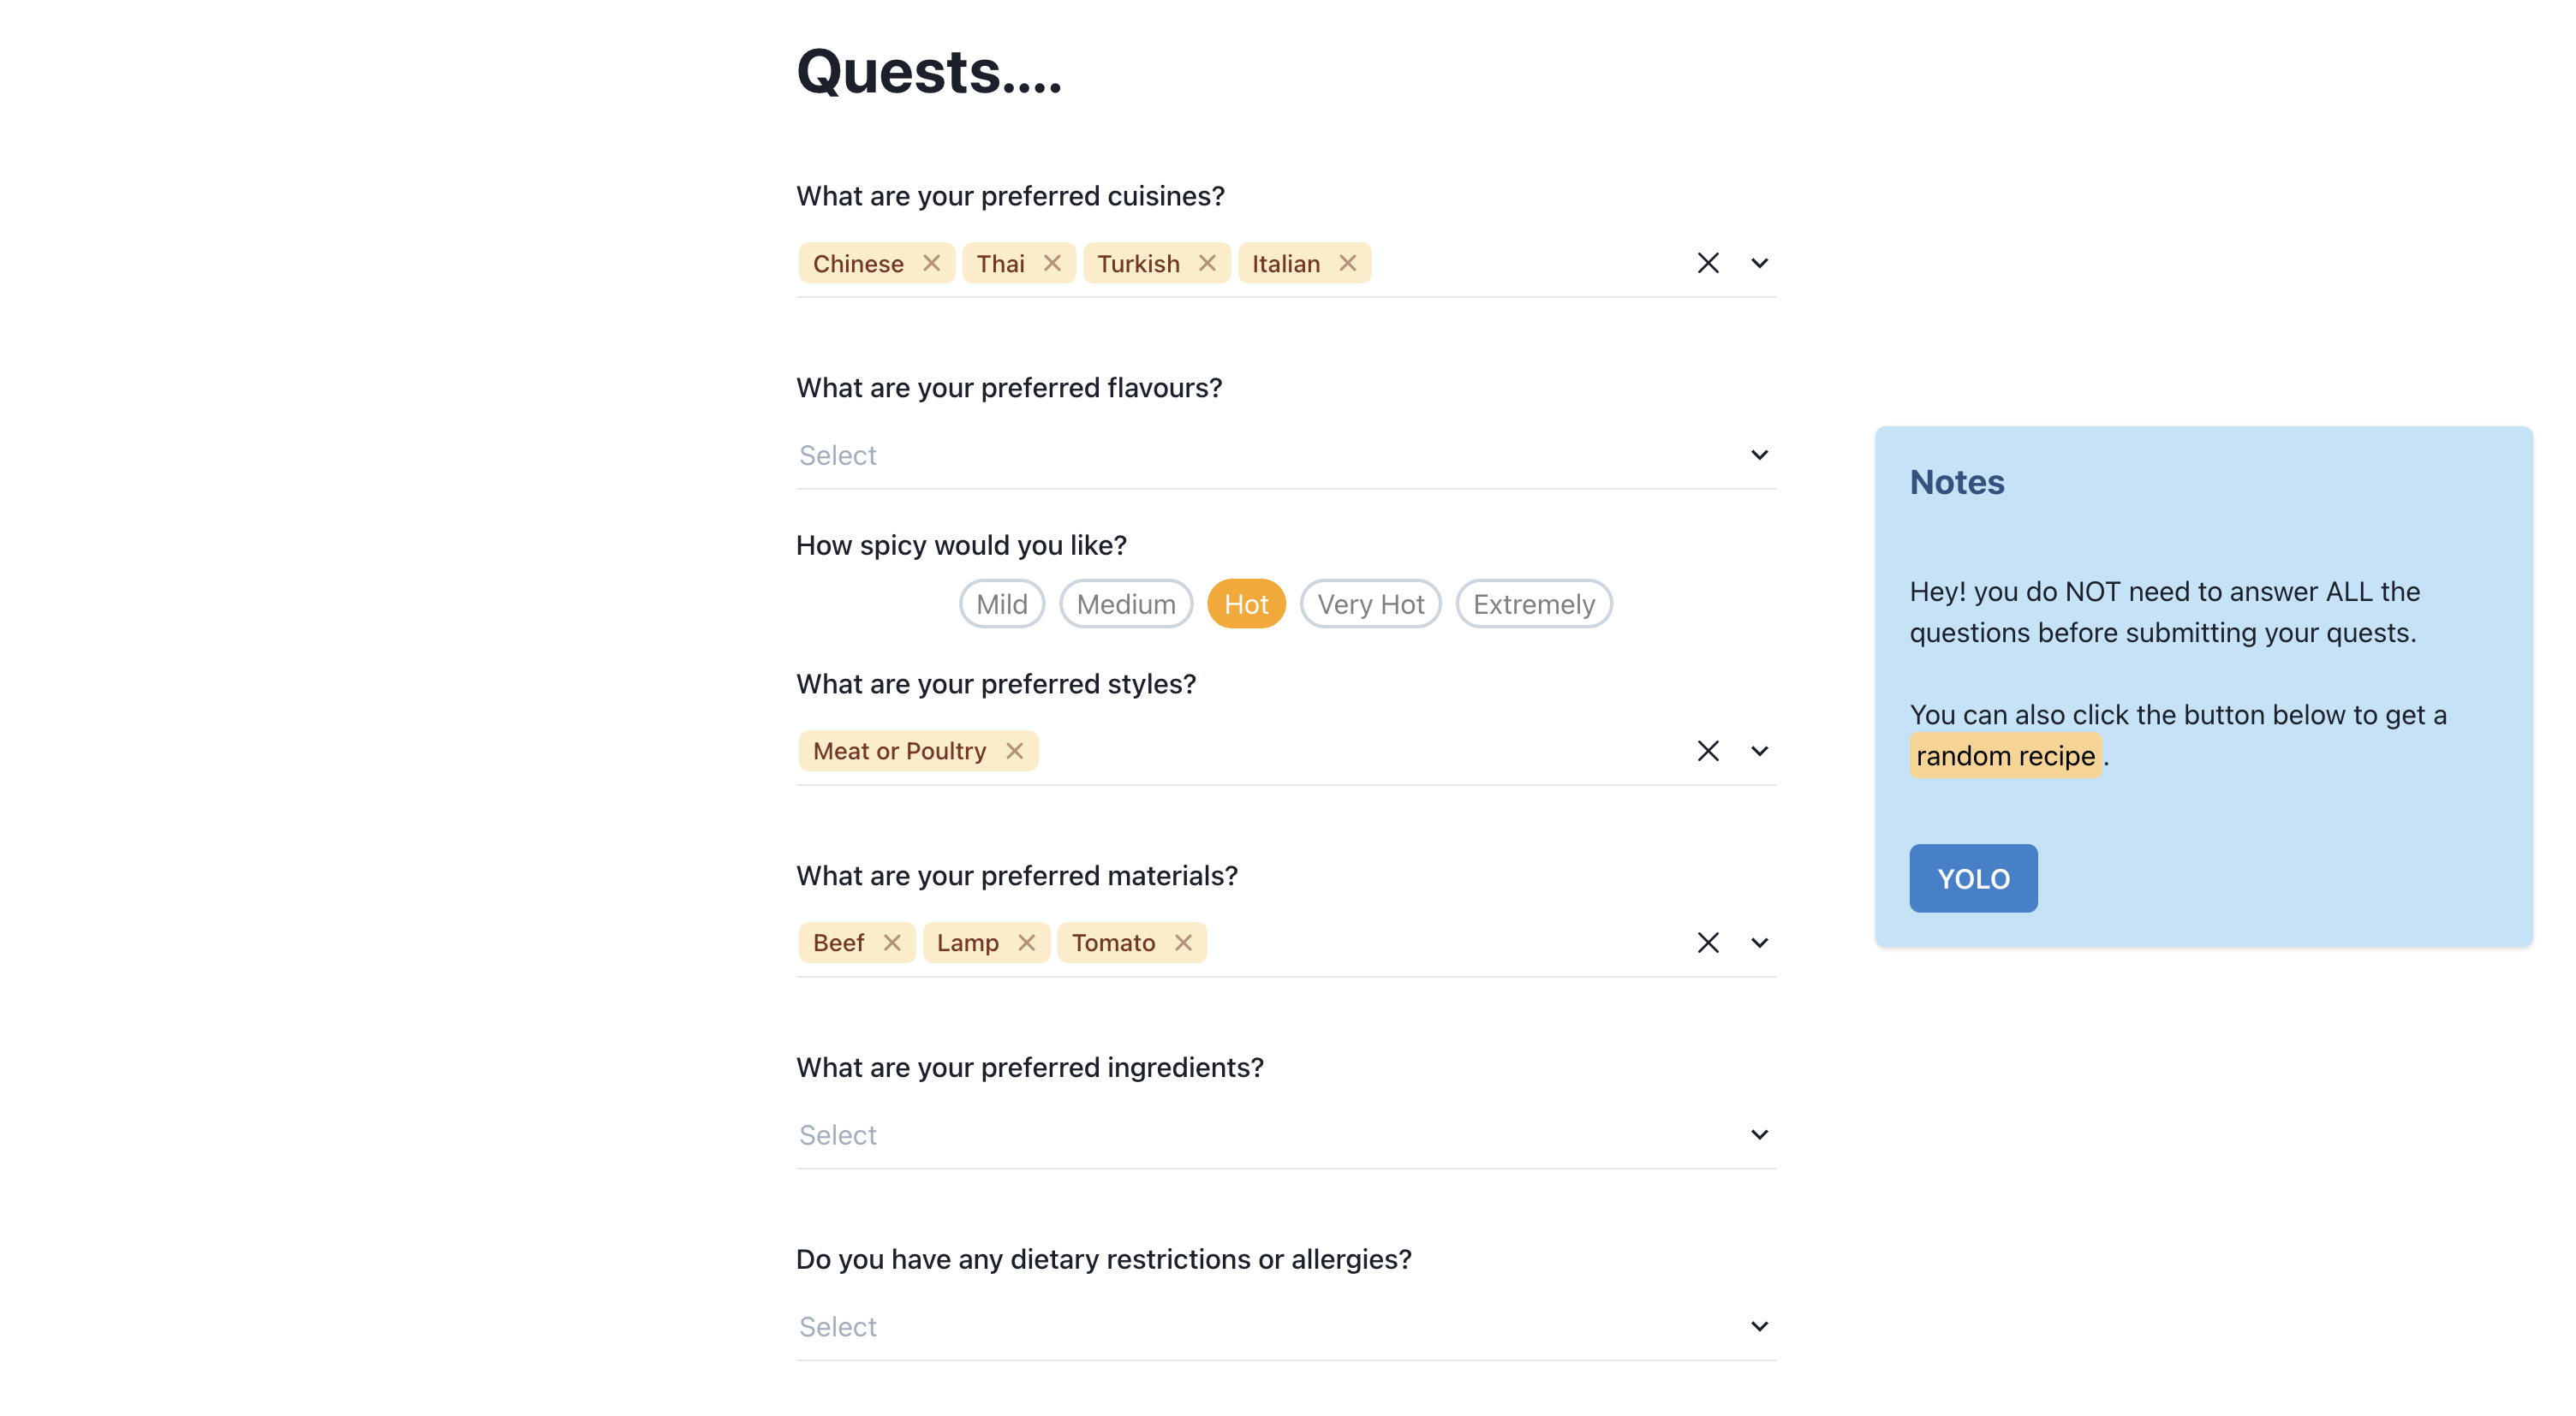 Quests....
What are your preferred cuisines?
Chinese Thai Turkish Italian
What are your preferred flavours?
Select
How spicy would you like?
Mild Medium Hot Very Hot Extremely
What are your preferred styles?
Meat or Poultry
What are your preferred materials?
Beef Lamp Tomato
What are your preferred ingredients?
Select
Do you have any dietary restrictions or allergies?
Select
Notes
Hey! you do NOT need to answer ALL the
questions before submitting your quests.
You can also click the button below to get a
random recipe.
YOLO